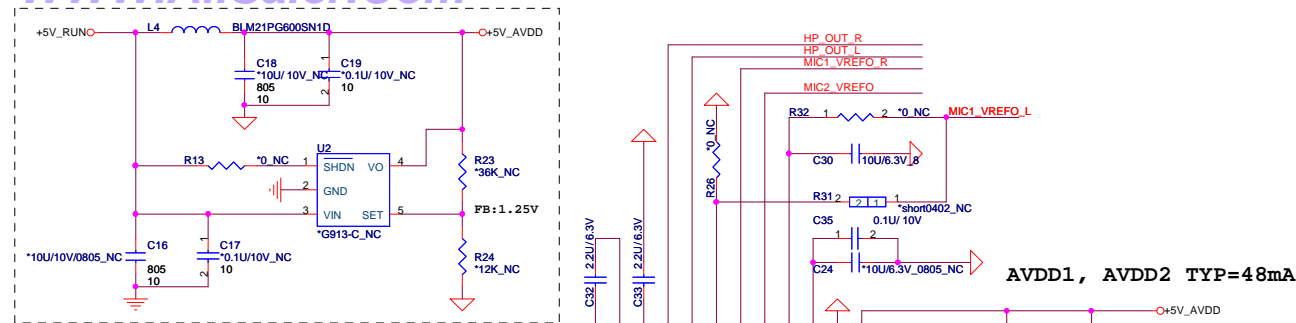 +5V_RUN
L4
BLM21PG600SN1D
+5V_AVDD
C18
*10U/ 10V_NC
805
10
1
C19
*0.1U/ 10V_NC
2
10
R13
*0_NC
U2
1
SHDN
VO
4
2
GND
3
VIN
SET
5
*G913-C_NC
R23
*36K_NC
FB:1.25V
R24
*12K_NC
*10U/10V/0805_NC
C16
805
10
1
C17
*0.1U/10V_NC
2
10
HP_OUT_R
HP_OUT_L
MIC1_VREFO_R
MIC2_VREFO
R32
1
2
*0_NC
MIC1_VREFO_L
C30
10U/6.3V_8
*0_NC
R26
R31
2
2
1
1
*short0402_NC
C35
0.1U/ 10V
1
2
C24
*10U/6.3V_0805_NC
C32
2.2U/6.3V
C33
2.2U/6.3V
AVDD1, AVDD2 TYP=48mA
+5V_AVDD